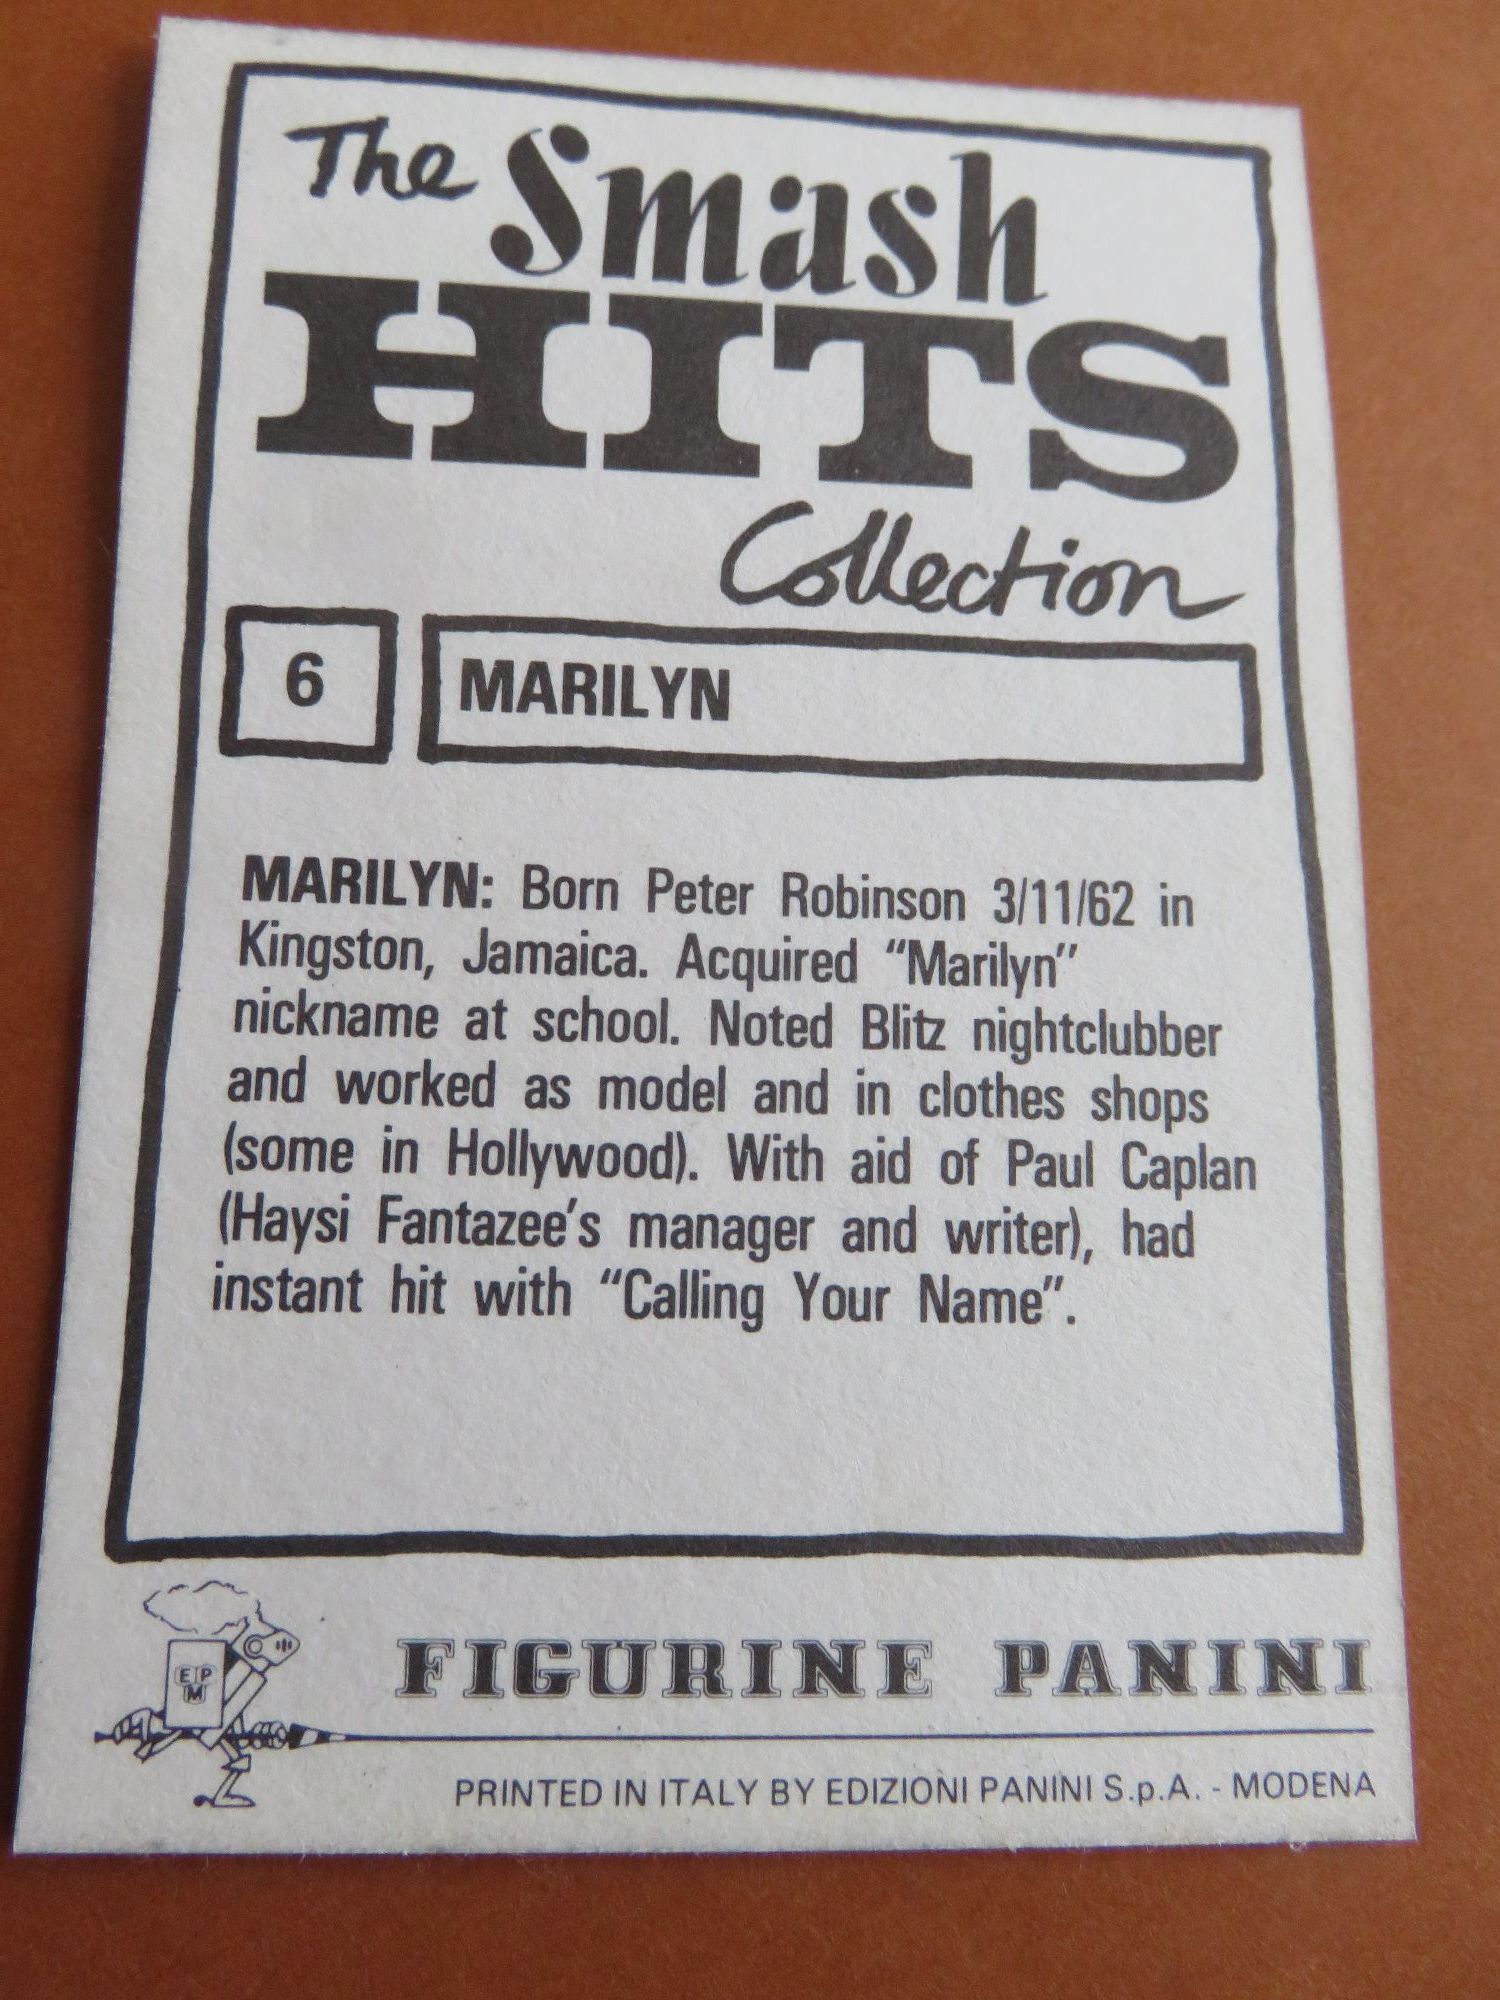 The Smash
HITS
Collection
6 MARILYN
MARILYN: Born Peter Robinson 3/11/62 in
Kingston, Jamaica. Acquired “Marilyn”
nickname at school. Noted Blitz nightclubber
and worked as model and in clothes shops
(some in Hollywood). With aid of Paul Caplan
(Haysi Fantazee’s manager and writer), had
instant hit with “Calling Your Name”.
E P
M
FIGURINE PANINI
PRINTED IN ITALY BY EDIZIONI PANINI S.p.A. - MODENA